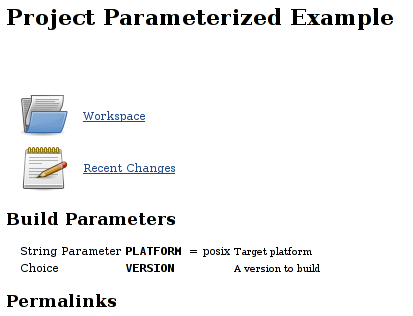 Project Parameterized Example
Workspace
Recent Changes
Build Parameters
String Parameter PLATFORM = posix Target platform
Choice VERSION A version to build
Permalinks